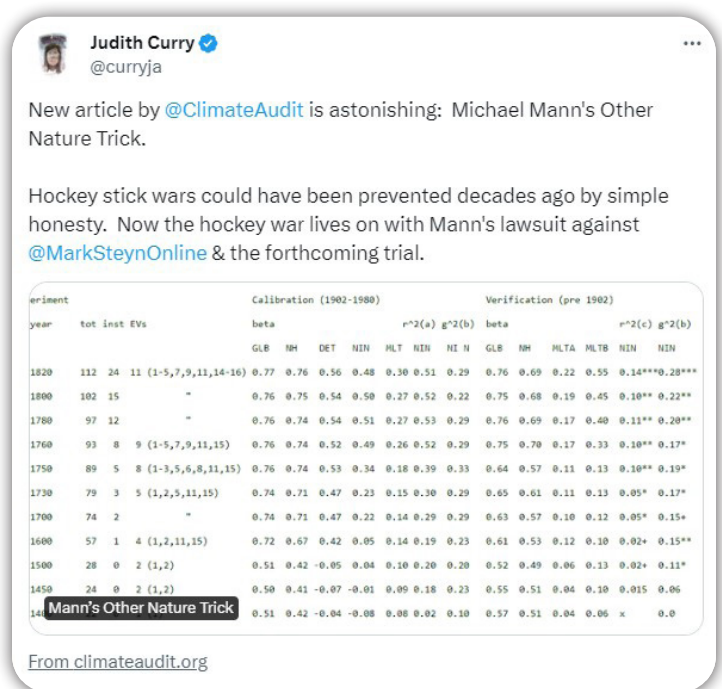 Judith Curry
@curryja
New article by @ClimateAudit is astonishing: Michael Mann's Other
Nature Trick.
Hockey stick wars could have been prevented decades ago by simple
honesty. Now the hockey war lives on with Mann's lawsuit against
@MarkSteynOnline & the forthcoming trial.
eriment Calibration (1902-1980) Verification (pre 1902)
year tot inst EVs beta r^2(a) g^2(b) beta r^2(c) g^2(b)
GLB NH DET NIN MLT NIN NI N GLB NH MLTA MLTB NIN NIN
1820 112 24 11 (1-5,7,9,11,14-16) 0.77 0.76 0.56 0.48 0.30 0.51 0.29 0.76 0.69 0.22 0.55 0.14***0.28***
1800 102 15 " 0.76 0.75 0.54 0.50 0.27 0.52 0.22 0.75 0.68 0.19 0.45 0.10** 0.22**
1780 97 12 " 0.76 0.74 0.54 0.51 0.27 0.53 0.29 0.76 0.69 0.17 0.40 0.11** 0.20**
1760 93 8 9 (1-5,7,9,11,15) 0.76 0.74 0.52 0.49 0.26 0.52 0.29 0.75 0.70 0.17 0.33 0.10** 0.17*
1750 89 5 8 (1-3,5,6,8,11,15) 0.76 0.74 0.53 0.34 0.18 0.39 0.33 0.64 0.57 0.11 0.13 0.10** 0.19*
1730 79 3 5 (1,2,5,11,15) 0.74 0.71 0.47 0.23 0.15 0.30 0.29 0.65 0.61 0.11 0.13 0.05* 0.17*
1700 74 2 " 0.74 0.71 0.47 0.22 0.14 0.29 0.29 0.63 0.57 0.10 0.12 0.05* 0.15+
1600 57 1 4 (1,2,11,15) 0.72 0.67 0.42 0.05 0.14 0.19 0.23 0.61 0.53 0.12 0.10 0.02+ 0.15**
1500 28 0 2 (1,2) 0.51 0.42 -0.05 0.04 0.10 0.20 0.20 0.52 0.49 0.06 0.13 0.02+ 0.11*
1450 24 0 2 (1,2) 0.50 0.41 -0.07 -0.01 0.09 0.18 0.23 0.55 0.51 0.04 0.10 0.015 0.06
0.51 0.42 -0.04 -0.08 0.08 0.02 0.10 0.57 0.51 0.04 0.06 x 0.0
Mann's Other Nature Trick
From climateaudit.org